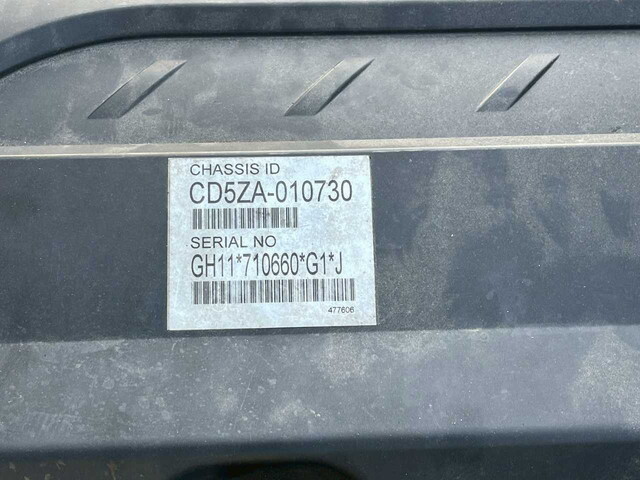 CHASSIS ID
CD5ZA-010730
SERIAL NO
GH11*710660*G1*J
477606